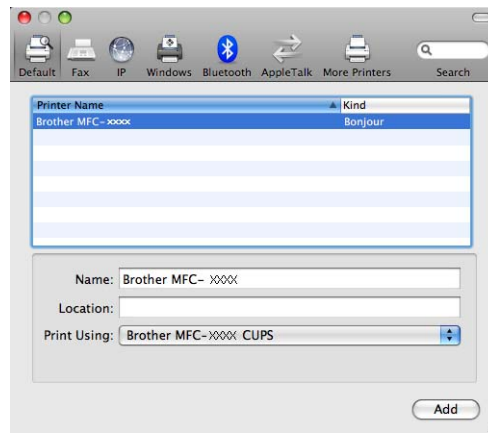 Default Fax IP Windows Bluetooth AppleTalk More Printers Search
Printer Name Kind
Brother MFC-xxxx Bonjour
Name: Brother MFC- XXXX
Location:
Print Using: Brother MFC-XXXX CUPS
Add